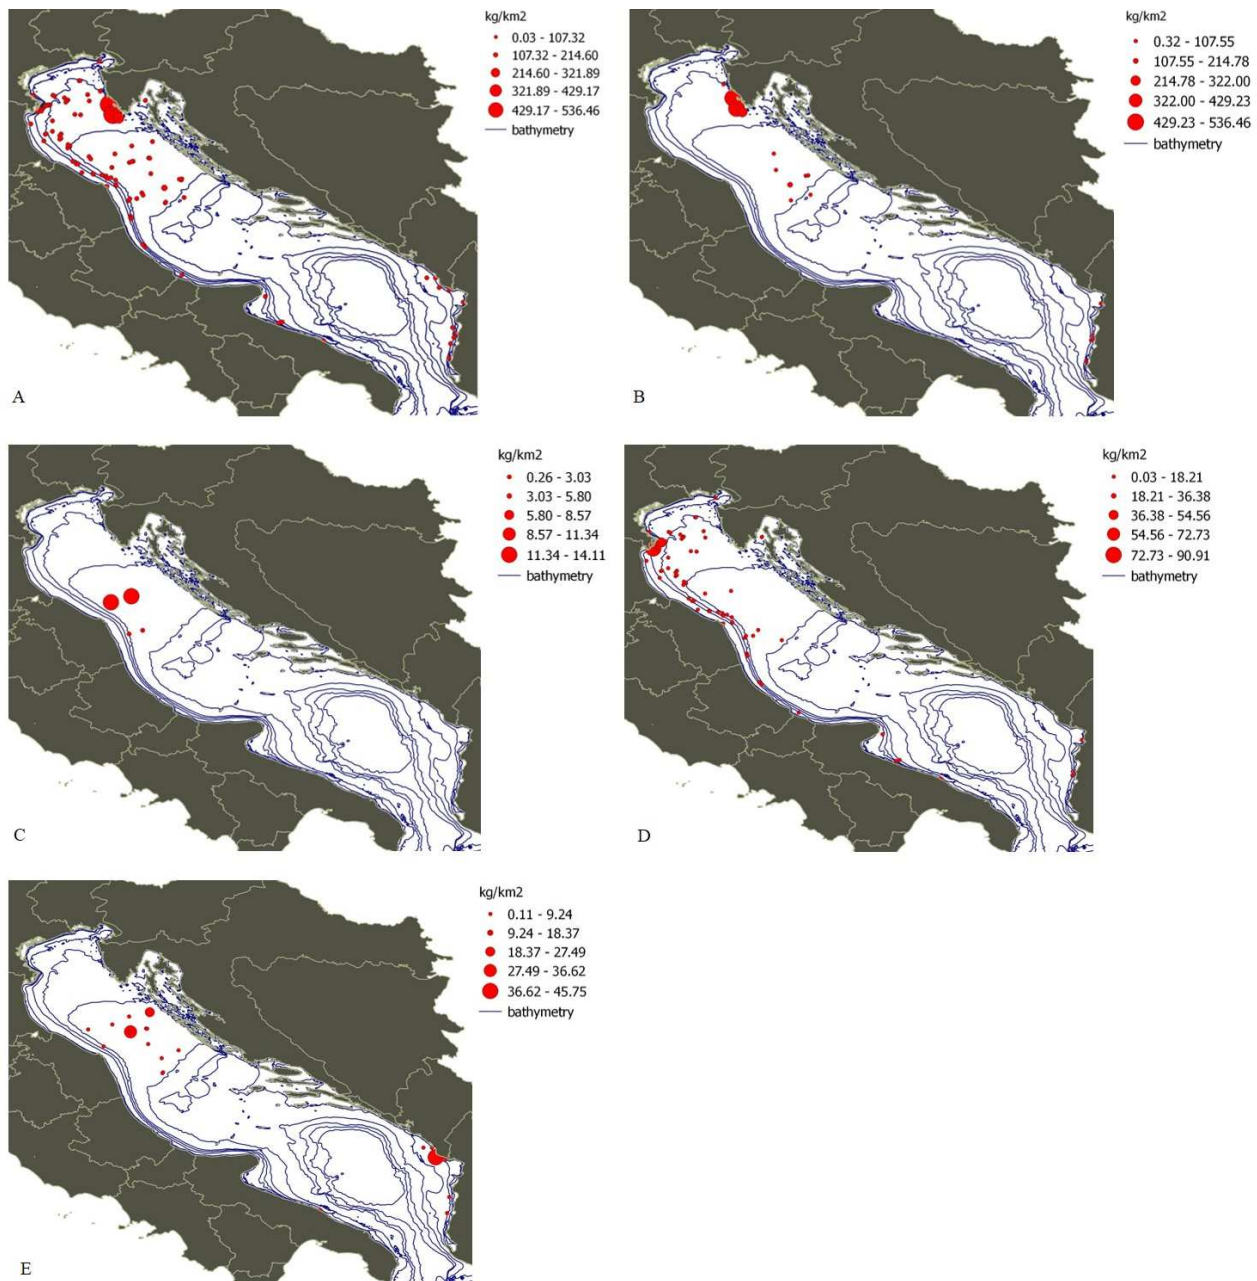 kg/km2
0.03 - 107.32
107.32 - 214.60
214.60 - 321.89
321.89 - 429.17
429.17 - 536.46
bathymetry
A
kg/km2
0.32 - 107.55
107.55 - 214.78
214.78 - 322.00
322.00 - 429.23
429.23 - 536.46
bathymetry
B
kg/km2
0.26 - 3.03
3.03 - 5.80
5.80 - 8.57
8.57 - 11.34
11.34 - 14.11
bathymetry
C
kg/km2
0.03 - 18.21
18.21 - 36.38
36.38 - 54.56
54.56 - 72.73
72.73 - 90.91
bathymetry
D
kg/km2
0.11 - 9.24
9.24 - 18.37
18.37 - 27.49
27.49 - 36.62
36.62 - 45.75
bathymetry
E